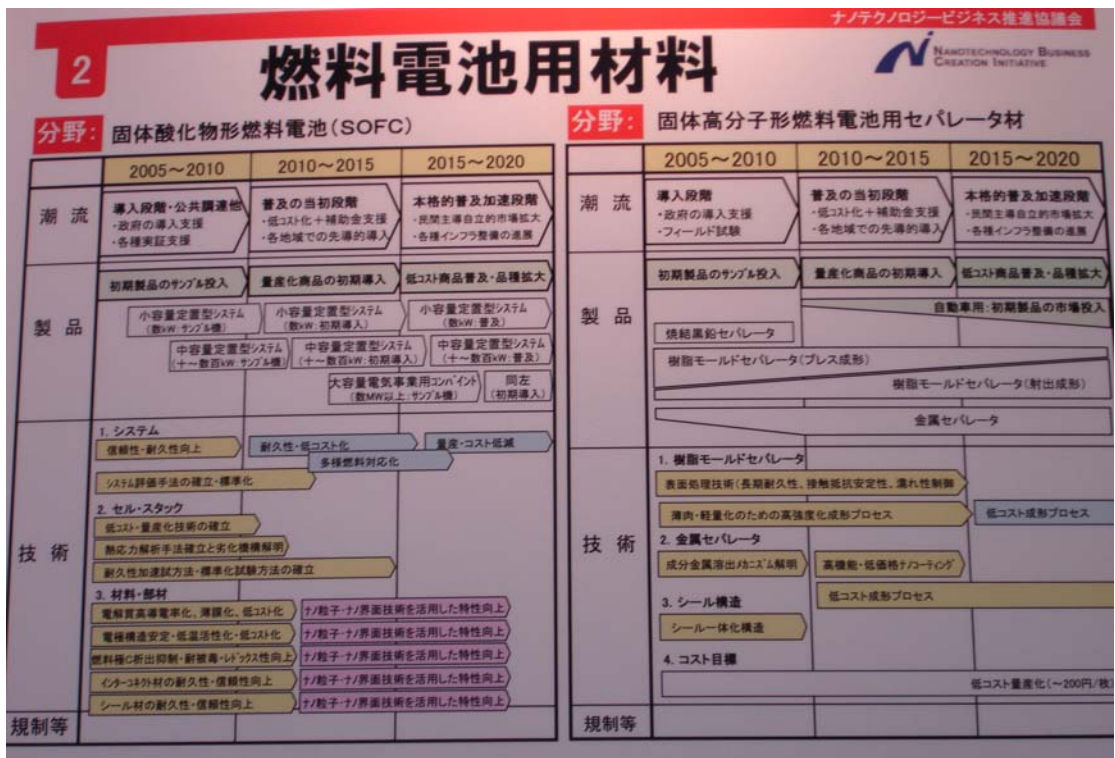 ナノテクノロジービジネス推進協議会
2
燃料電池用材料
NANOTECHNOLOGY BUSINESS
CREATION INITIATIVE
分野:
固体酸化物形燃料電池(SOFC)
2005～2010
2010～2015
2015～2020
潮 流
導入段階・公共調達他
・政府の導入支援
・各種実証支援
普及の当初段階
・低コスト化+補助金支援
・各地域での先導的導入
本格的普及加速段階
・民間主導自立的市場拡大
・各種インフラ整備の進展
製 品
初期製品のサンプル投入
量産化商品の初期導入
低コスト商品普及・品種拡大
小容量定置型システム
(数kW:サンプル機)
小容量定置型システム
(数kW:初期導入)
小容量定置型システム
(数kW:普及)
中容量定置型システム
(十～数百kW:サンプル機)
中容量定置型システム
(十～数百kW:初期導入)
中容量定置型システム
(十～数百kW:普及)
大容量電気事業用コンバインド
(数MW以上:サンプル機)
同左
(初期導入)
技 術
1. システム
信頼性・耐久性向上
耐久性・低コスト化
量産・コスト低減
多様燃料対応化
システム評価手法の確立・標準化
2. セル・スタック
低コスト・量産化技術の確立
熱応力解析手法確立と劣化機構解明
耐久性加速試方法・標準化試験方法の確立
3. 材料・部材
電解質高導電率化、薄膜化、低コスト化
ナノ粒子・ナノ界面技術を活用した特性向上
電極構造安定・低温活性化・低コスト化
ナノ粒子・ナノ界面技術を活用した特性向上
燃料極C析出抑制・耐被毒・レドックス性向上
ナノ粒子・ナノ界面技術を活用した特性向上
インターコネクト材の耐久性・信頼性向上
ナノ粒子・ナノ界面技術を活用した特性向上
シール材の耐久性・信頼性向上
ナノ粒子・ナノ界面技術を活用した特性向上
規制等
分野:
固体高分子形燃料電池用セパレータ材
2005～2010
2010～2015
2015～2020
潮 流
導入段階
・政府の導入支援
・フィールド試験
普及の当初段階
・低コスト化+補助金支援
・各地域での先導的導入
本格的普及加速段階
・民間主導自立的市場拡大
・各種インフラ整備の進展
製 品
初期製品のサンプル投入
量産化商品の初期導入
低コスト商品普及・品種拡大
自動車用:初期製品の市場投入
焼結黒鉛セパレータ
樹脂モールドセパレータ(プレス成形)
樹脂モールドセパレータ(射出成形)
金属セパレータ
技 術
1. 樹脂モールドセパレータ
表面処理技術(長期耐久性、接触抵抗安定性、濡れ性制御
薄肉・軽量化のための高強度化成形プロセス
低コスト成形プロセス
2. 金属セパレータ
成分金属溶出メカニズム解明
高機能・低価格ナノコーティング
低コスト成形プロセス
3. シール構造
シール一体化構造
4. コスト目標
低コスト量産化(～200円/枚)
規制等